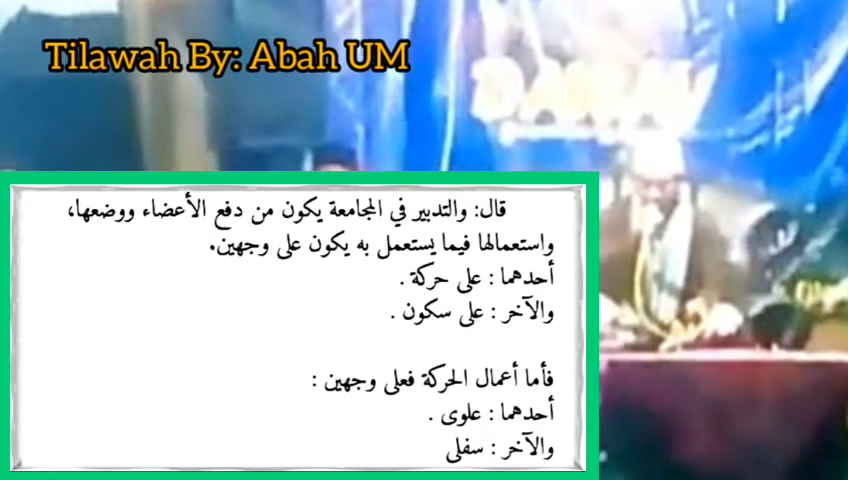 Tilawah By: Abah UM
قال: والتدبير في المجامعة يكون من دفع الأعضاء ووضعها،
واستعمالها فيما يستعمل به يكون على وجهين.
أحدهما : على حركة .
والآخر : على سكون .
فأما أعمال الحركة فعلى وجهين :
أحدهما : علوى .
والآخر : سفلى